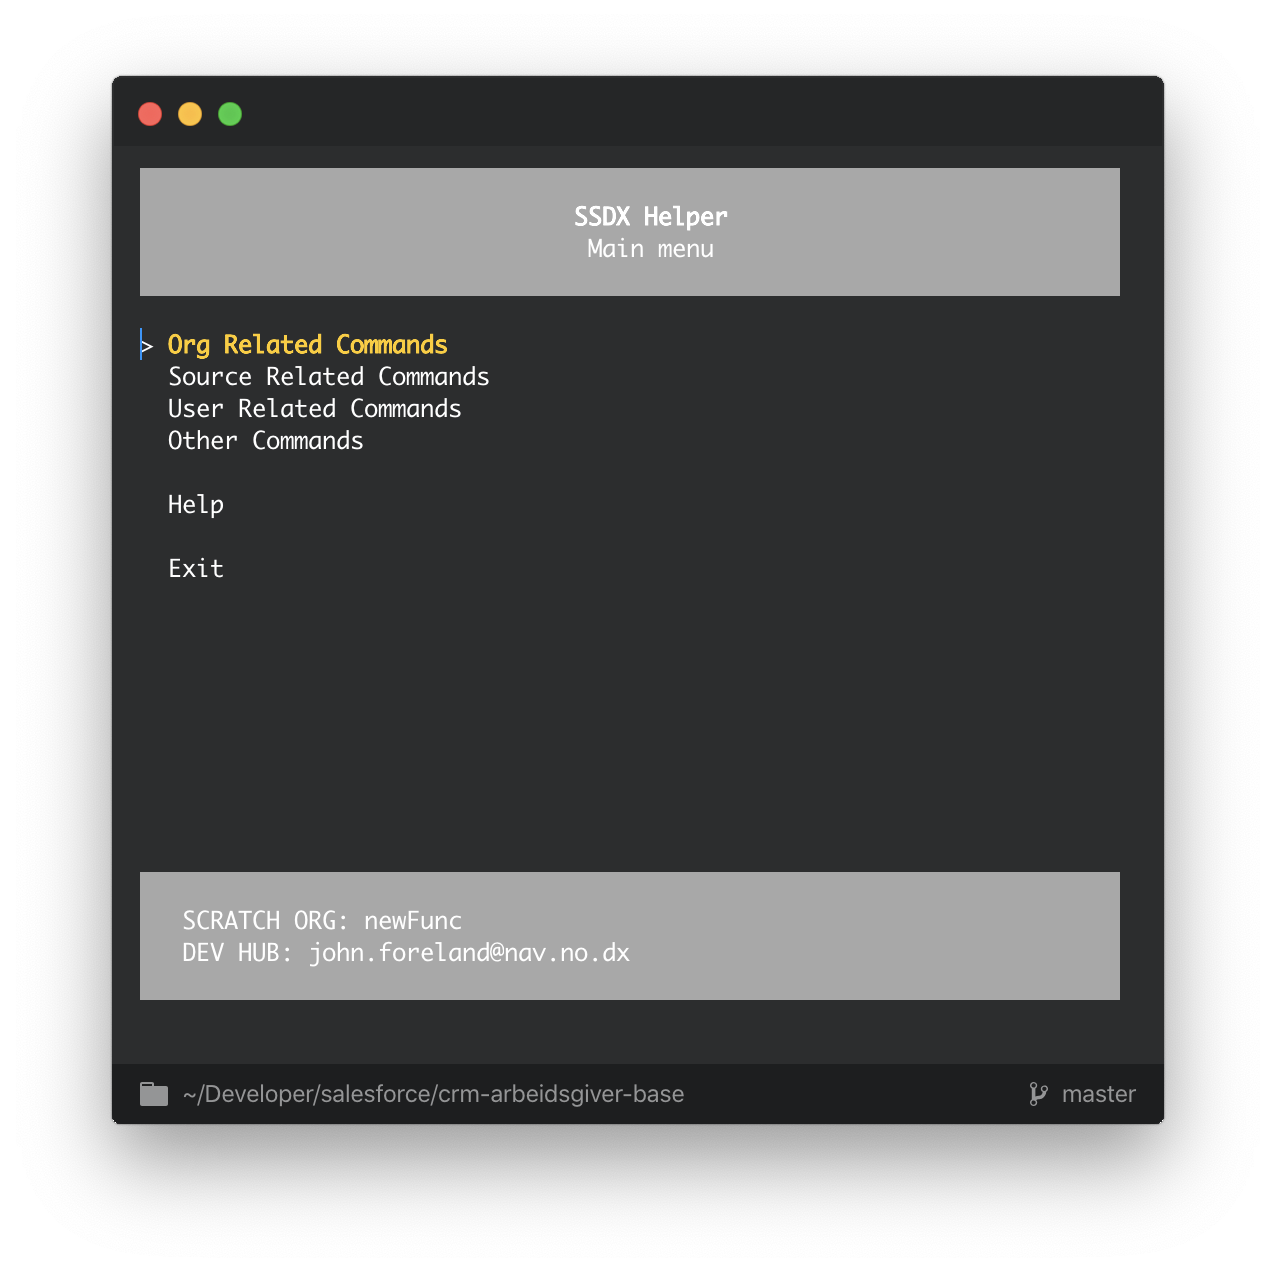 SSDX Helper
Main menu
> Org Related Commands
Source Related Commands
User Related Commands
Other Commands
Help
Exit
SCRATCH ORG: newFunc
DEV HUB: john.foreland@nav.no.dx
~/Developer/salesforce/crm-arbeidsgiver-base
master